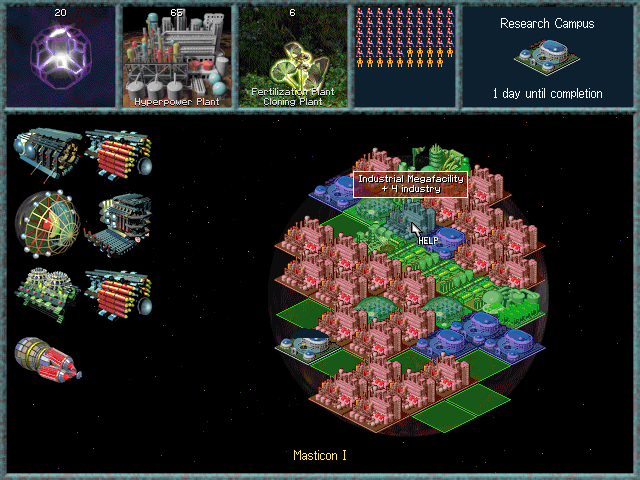 20
65
6
Hyperpower Plant
Fertilization Plant
Cloning Plant
Research Campus
1 day until completion
Industrial Megafacility
+ 4 industry
HELP
Masticon I